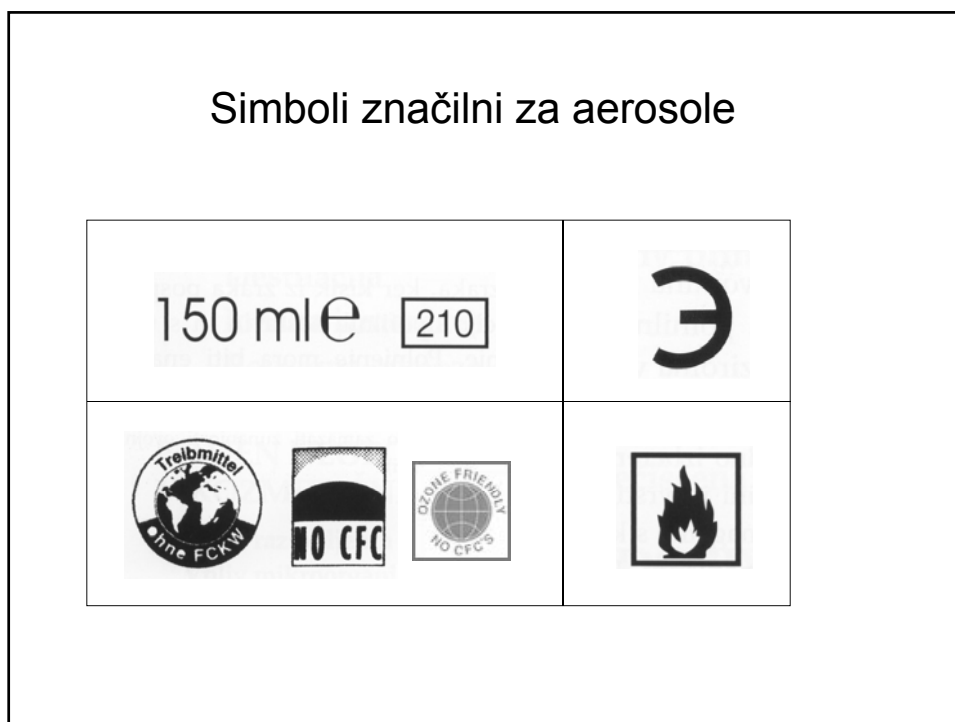 Simboli značilni za aerosole
150 ml ℮ 210
Э
Treibmittel
ohne FCKW
NO CFC
OZONE FRIENDLY
NO CFC'S